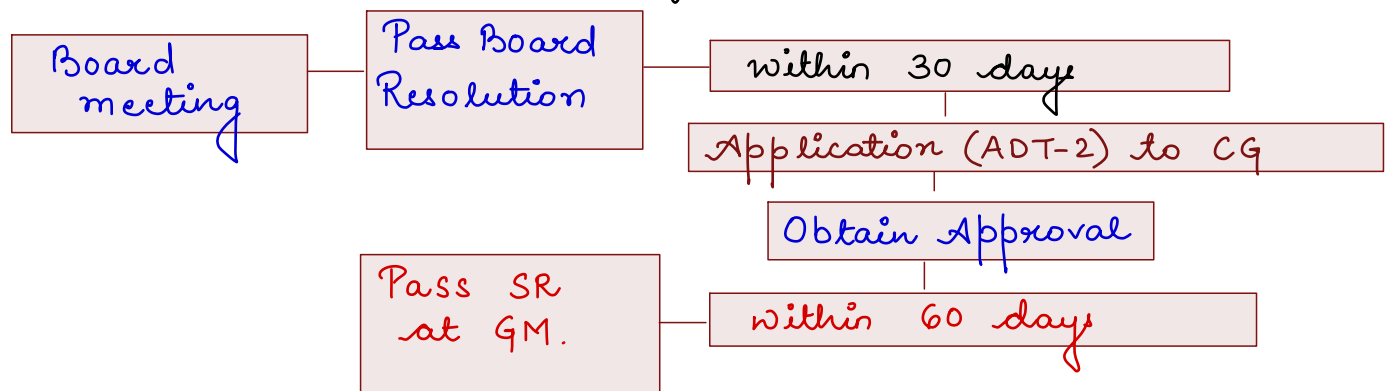 Board
meeting
Pass Board
Resolution
within 30 days
Application (ADT-2) to CG
Obtain Approval
within 60 days
Pass SR
at GM.